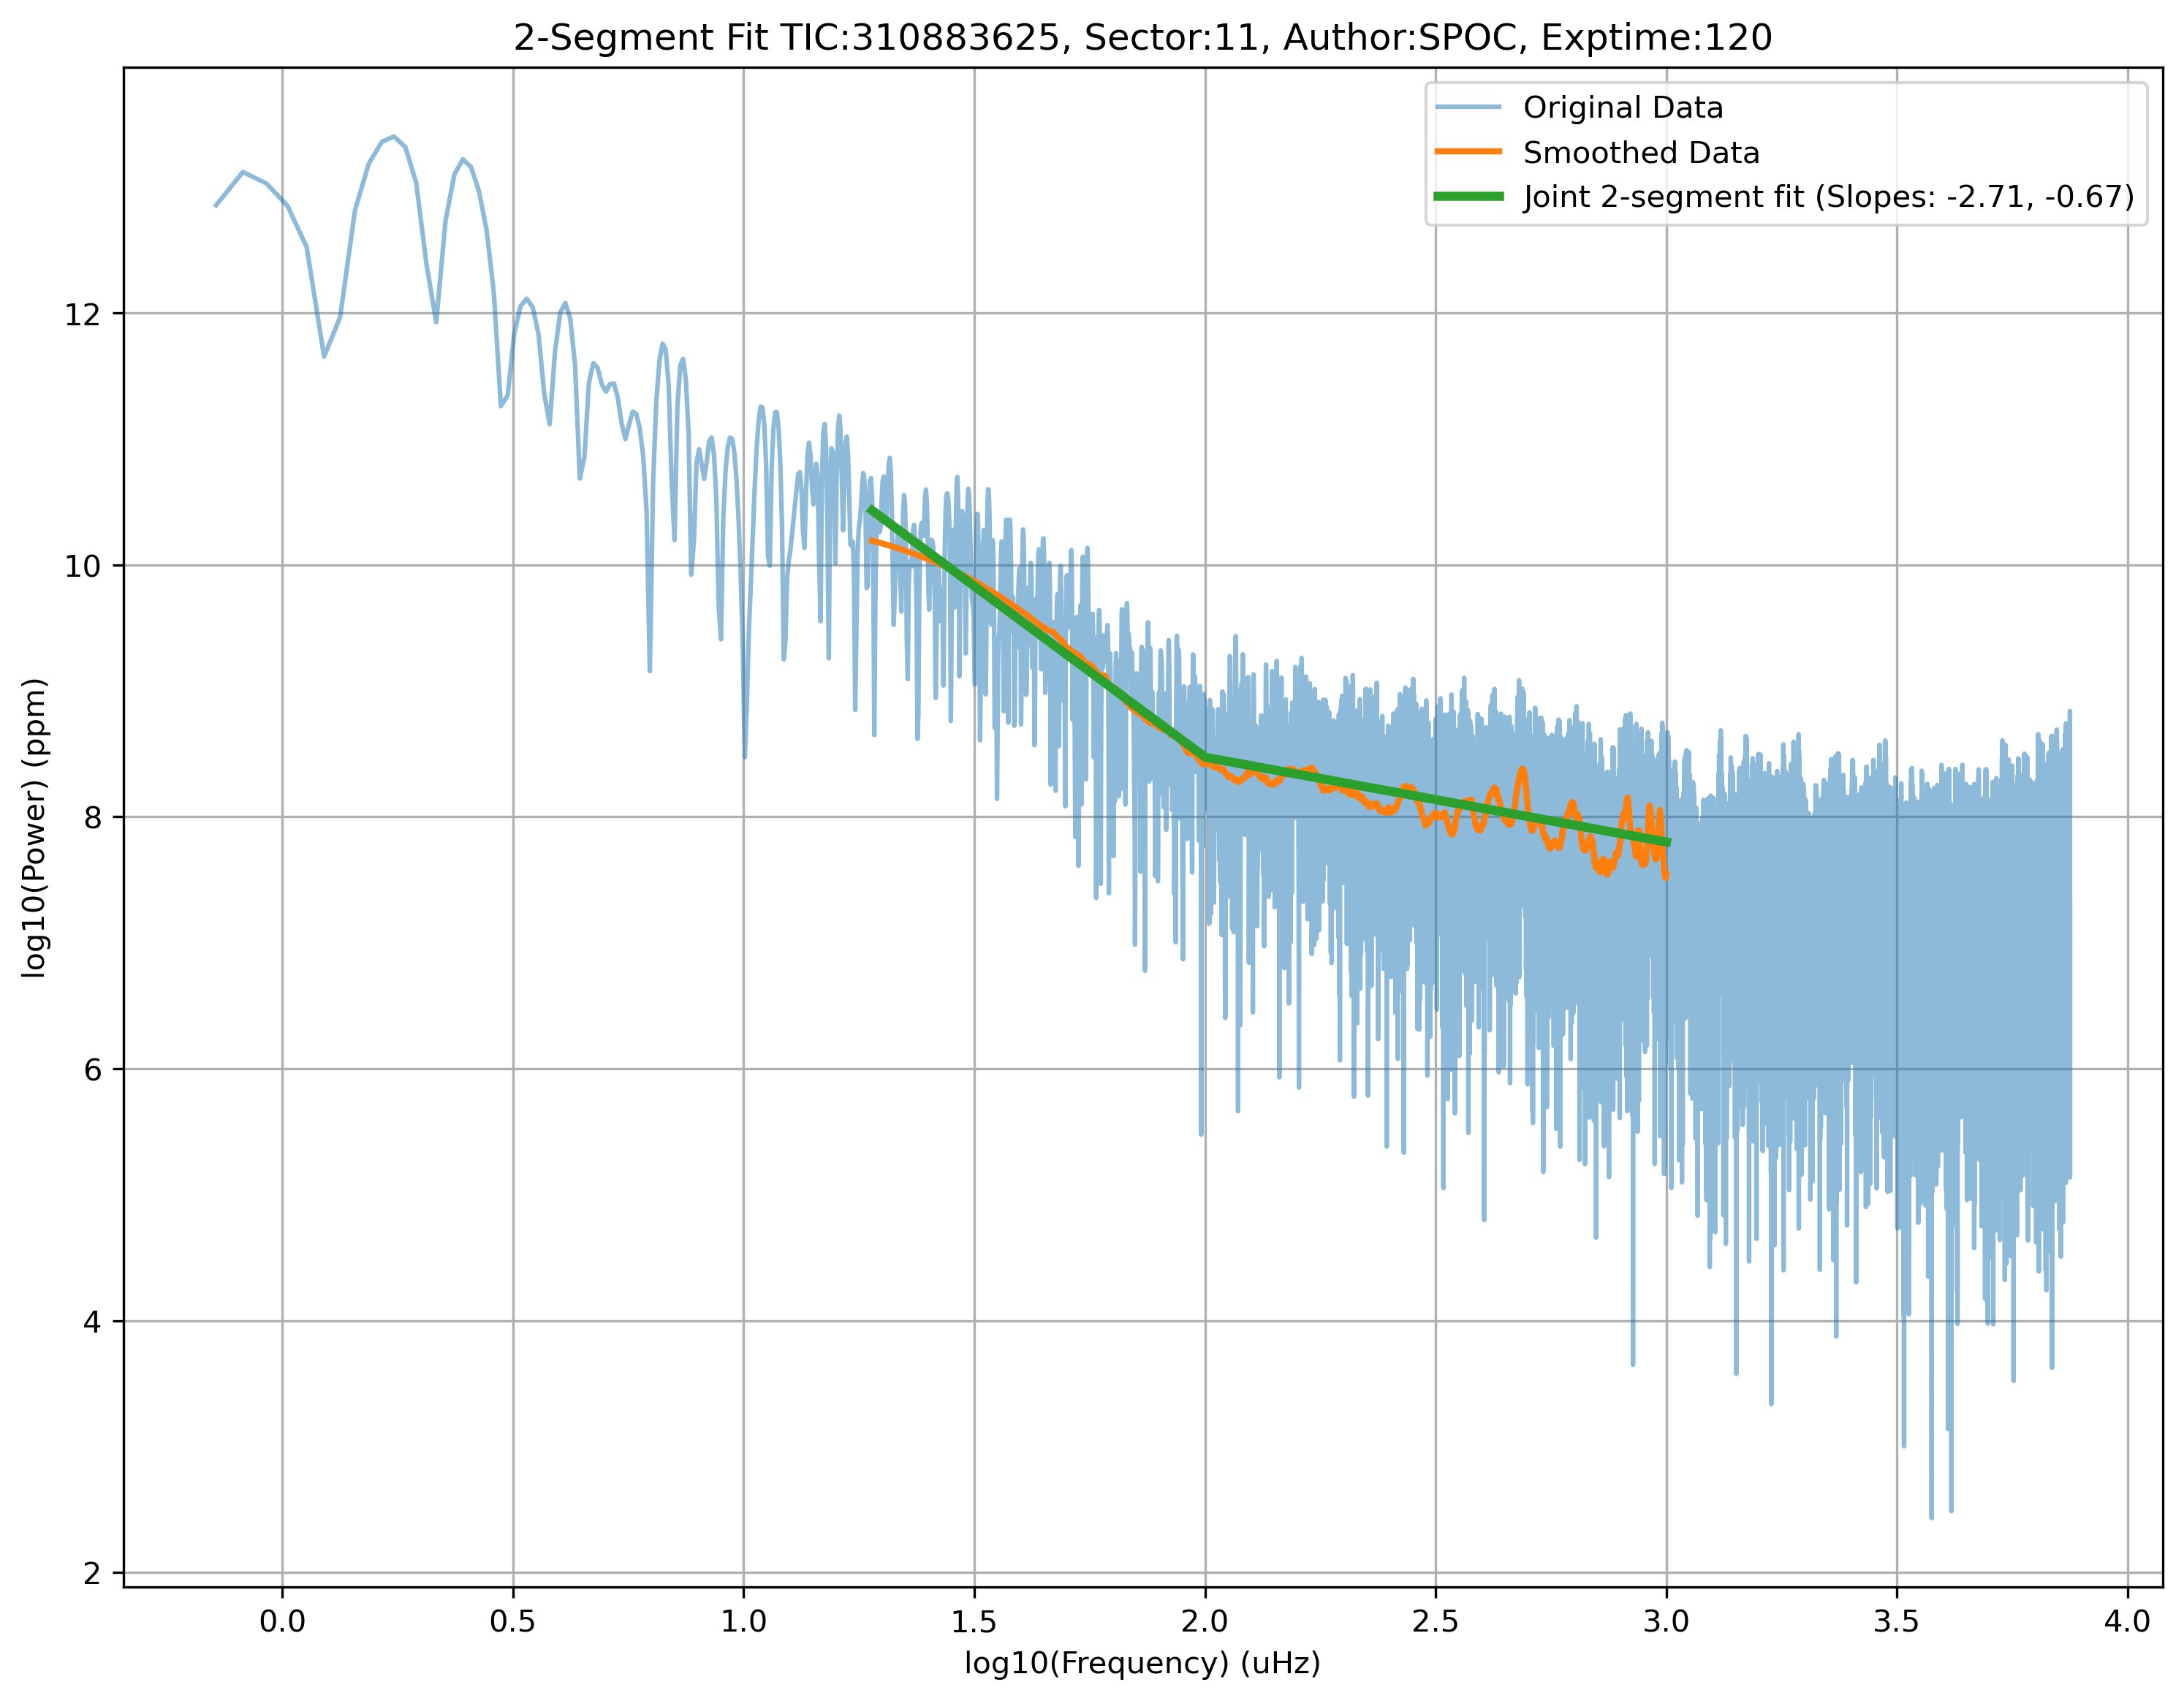 2-Segment Fit TIC:310883625, Sector:11, Author:SPOC, Exptime:120
Original Data
Smoothed Data
Joint 2-segment fit (Slopes: -2.71, -0.67)
log10(Power) (ppm)
12
10
8
6
4
2
0.0 0.5 1.0 1.5 2.0 2.5 3.0 3.5 4.0
log10(Frequency) (uHz)